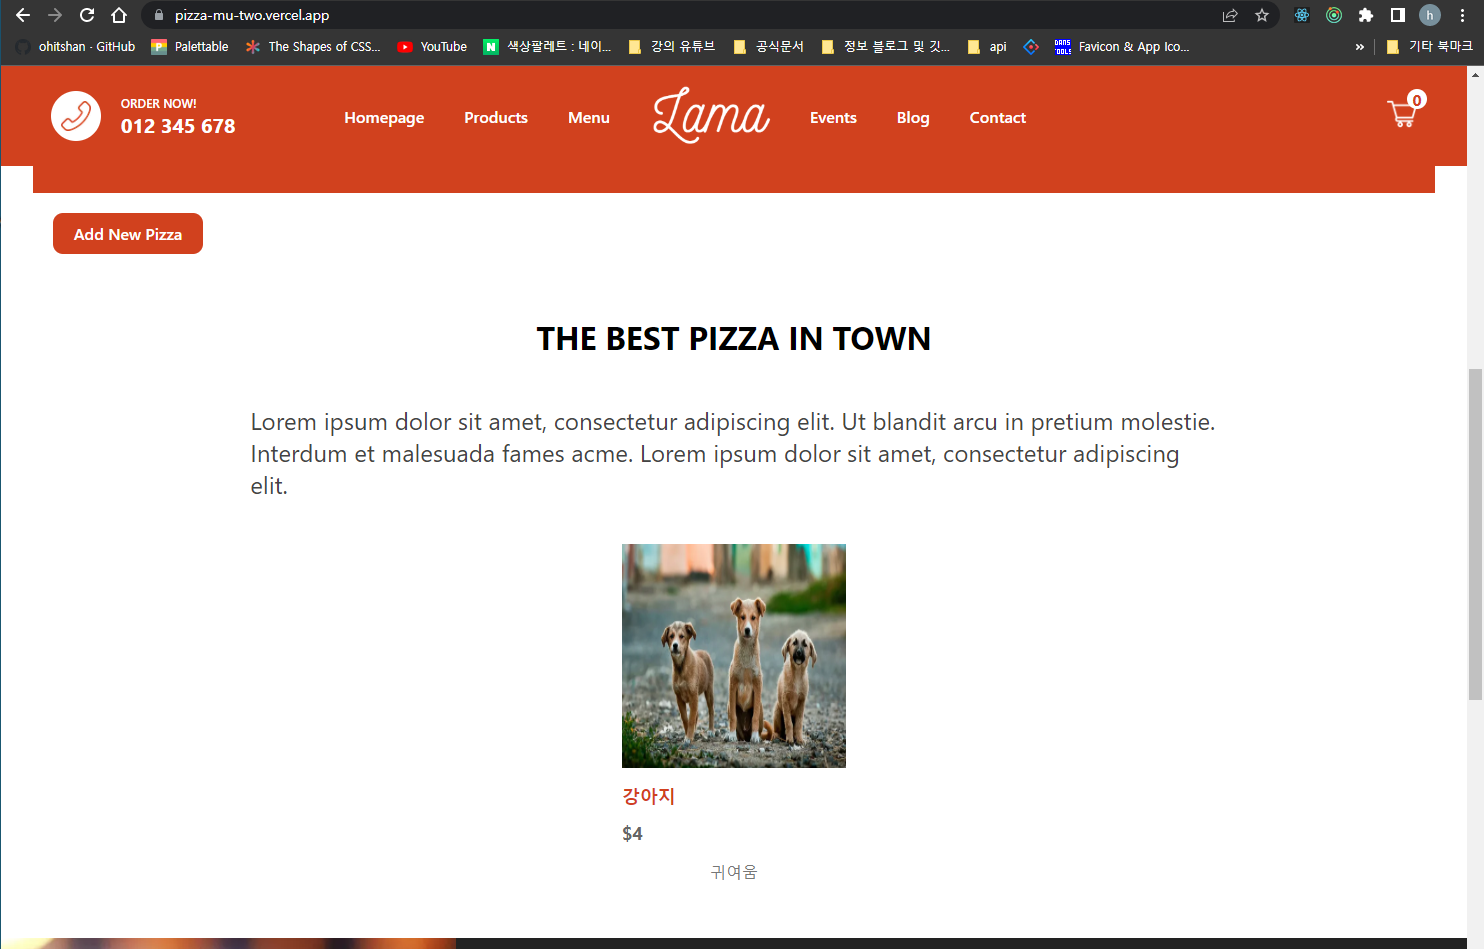 pizza-mu-two.vercel.app
ohitshan · GitHub
Palettable
The Shapes of CSS...
YouTube
N
색상팔레트 : 네이...
강의 유튜브
공식문서
정보 블로그 및 깃...
api
DANS TOOLS
Favicon & App Ico...
»
기타 북마크
h
ORDER NOW!
012 345 678
Homepage
Products
Menu
Lama
Events
Blog
Contact
0
Add New Pizza
THE BEST PIZZA IN TOWN
Lorem ipsum dolor sit amet, consectetur adipiscing elit. Ut blandit arcu in pretium molestie.
Interdum et malesuada fames acme. Lorem ipsum dolor sit amet, consectetur adipiscing
elit.
강아지
$4
귀여움